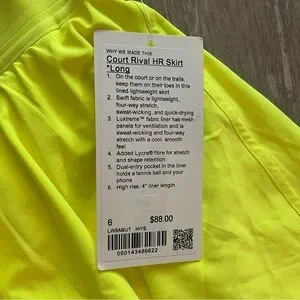 WHY WE MADE THIS
Court Rival HR Skirt
*Long
1. On the court or on the trails,
keep them on their toes in this
lined lightweight skirt
2. Swift fabric is lightweight,
four-way stretch,
sweat-wicking, and quick-drying
3. Luxtreme™ fabric liner has mesh
panels for ventilation and is
sweat-wicking and four-way
stretch with a cool, smooth
feel
4. Added Lycra® fibre for stretch
and shape retention
5. Dual-entry pocket in the liner
holds a tennis ball and your
phone
6. High rise, 4" liner length
6 $88.00
LW8ABUT HIYE
000143486622